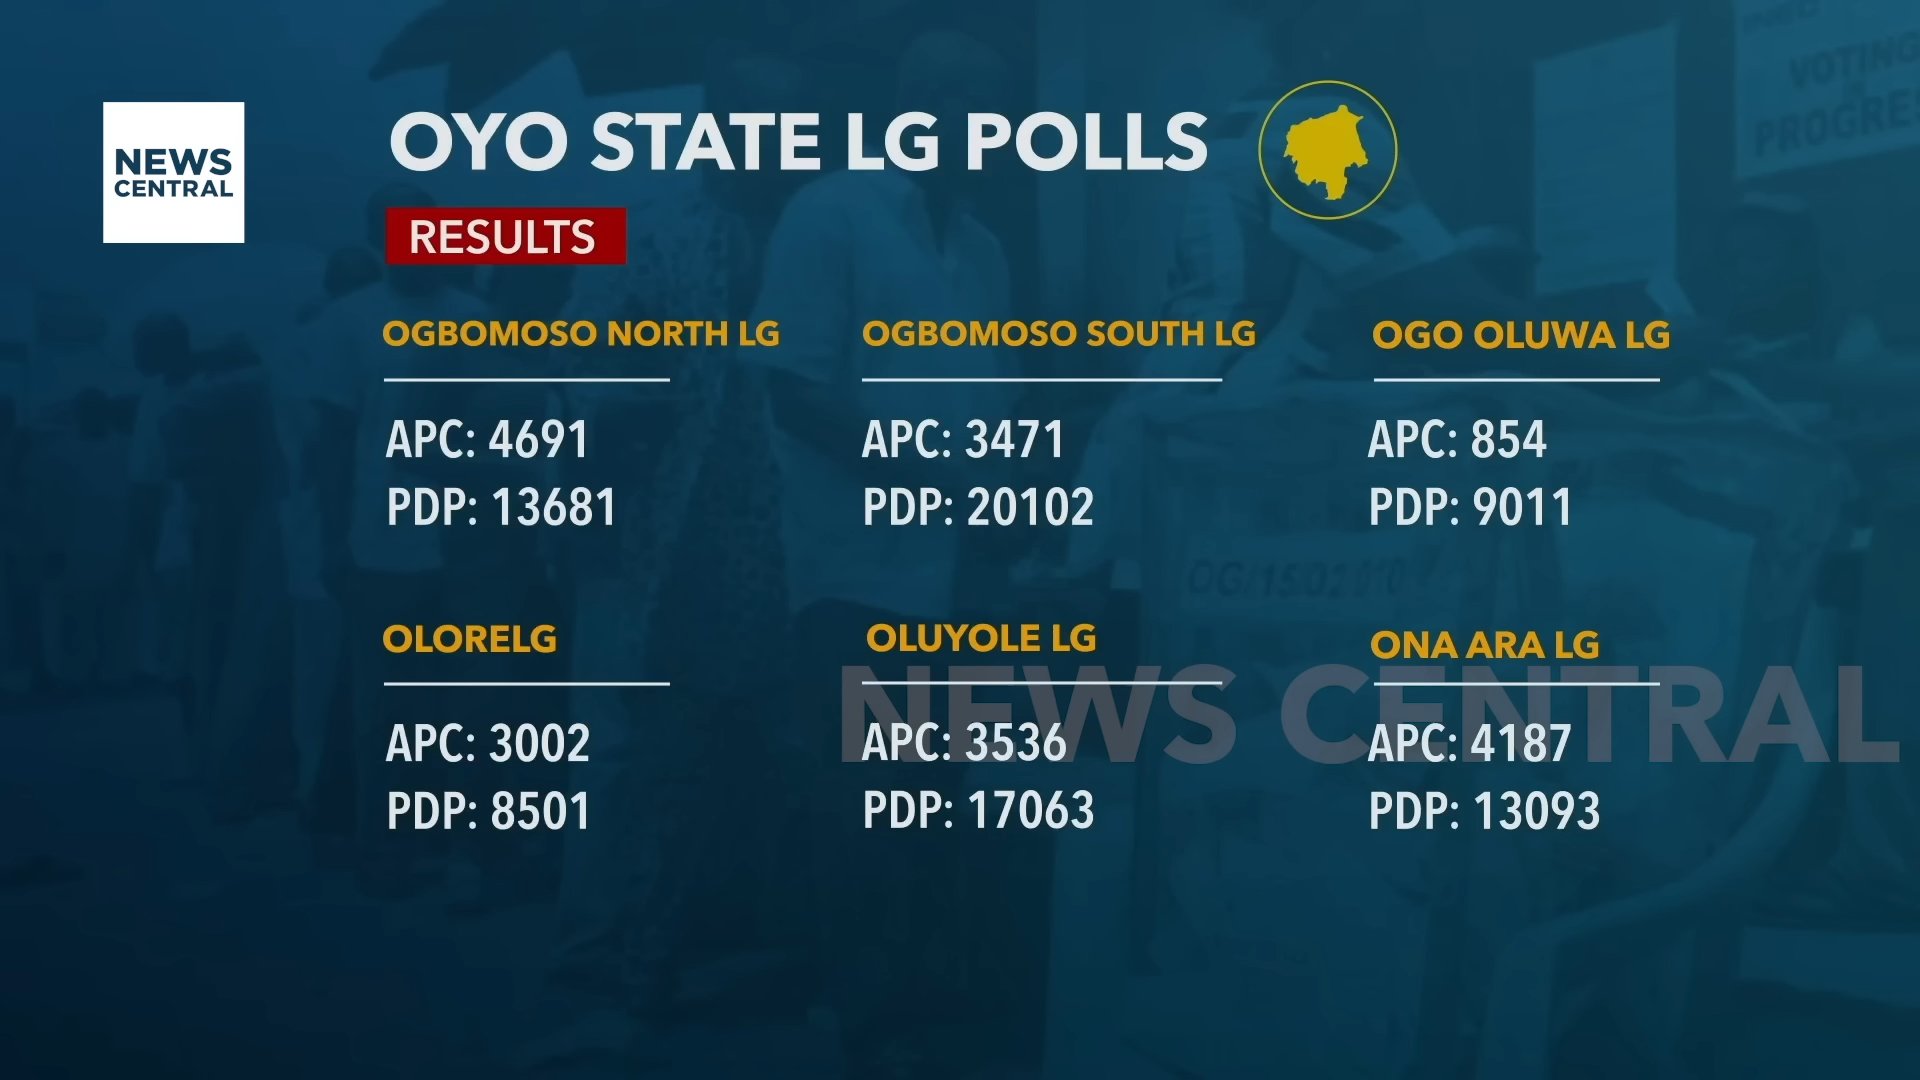 NEWS
CENTRAL
OYO STATE LG POLLS
RESULTS
VOTING
OGBOMOSO NORTH LG
APC: 4691
PDP: 13681
OGBOMOSO SOUTH LG
APC: 3471
PDP: 20102
OGO OLUWA LG
APC: 854
PDP: 9011
OLORELG
APC: 3002
PDP: 8501
OLUYOLE LG
APC: 3536
PDP: 17063
ONA ARA LG
APC: 4187
PDP: 13093
NEWS CENTRAL